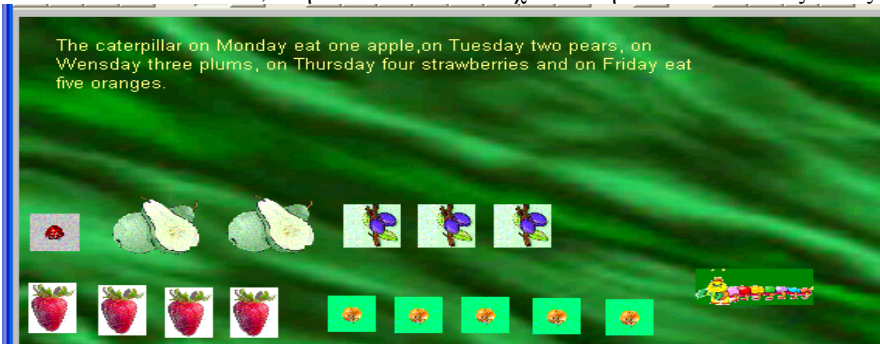 The caterpillar on Monday eat one apple,on Tuesday two pears, on
Wensday three plums, on Thursday four strawberries and on Friday eat
five oranges.